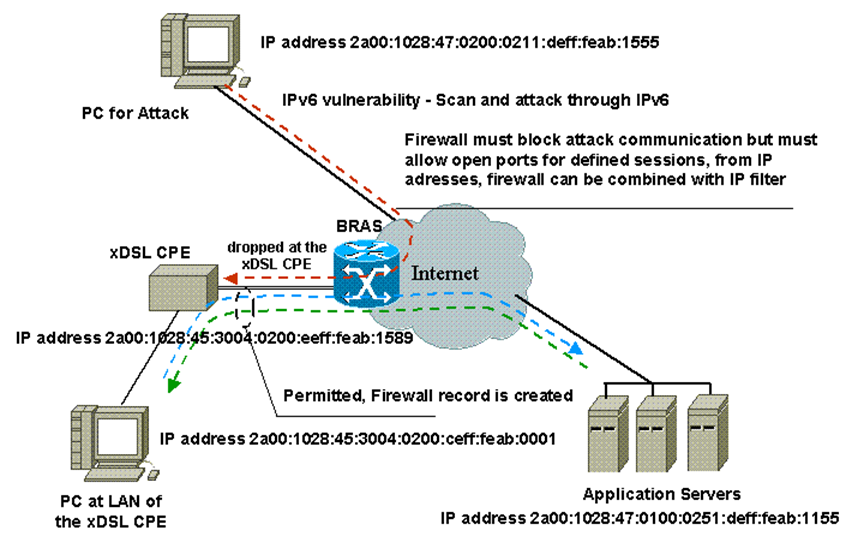 IP address 2a00:1028:47:0200:0211:deff:feab:1555
PC for Attack
IPv6 vulnerability - Scan and attack through IPv6
Firewall must block attack communication but must
allow open ports for defined sessions, from IP
adresses, firewall can be combined with IP filter
BRAS
xDSL CPE
dropped at the
xDSL CPE
Internet
IP address 2a00:1028:45:3004:0200:eeff:feab:1589
Permitted, Firewall record is created
IP address 2a00:1028:45:3004:0200:ceff:feab:0001
PC at LAN of
the xDSL CPE
Application Servers
IP address 2a00:1028:47:0100:0251:deff:feab:1155